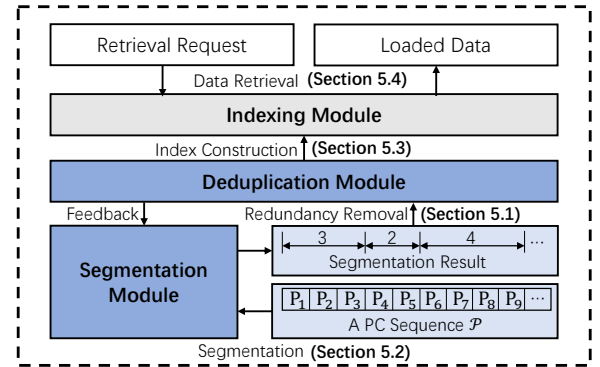 Retrieval Request
Loaded Data
Data Retrieval (Section 5.4)
Indexing Module
Index Construction (Section 5.3)
Deduplication Module
Feedback
Redundancy Removal (Section 5.1)
3 2 4 ...
Segmentation Result
Segmentation
Module
P₁ P₂ P₃ P₄ P₅ P₆ P₇ P₈ P₉ ...
A PC Sequence 𝒫
Segmentation (Section 5.2)